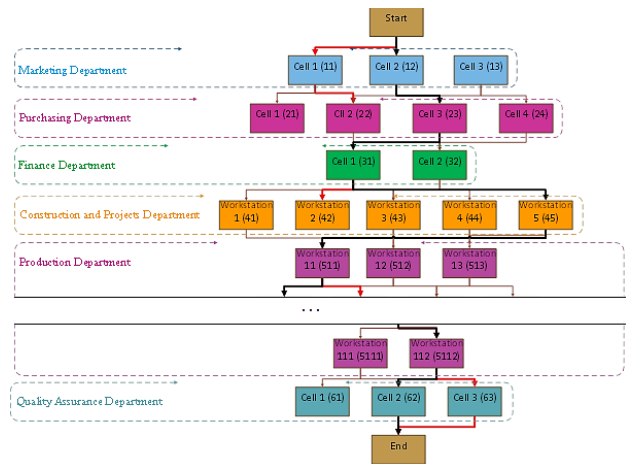 Start
Marketing Department
Cell 1 (11)
Cell 2 (12)
Cell 3 (13)
Purchasing Department
Cell 1 (21)
Cll 2 (22)
Cell 3 (23)
Cell 4 (24)
Finance Department
Cell 1 (31)
Cell 2 (32)
Construction and Projects Department
Workstation
1 (41)
Workstation
2 (42)
Workstation
3 (43)
Workstation
4 (44)
Workstation
5 (45)
Production Department
Workstation
11 (511)
Workstation
12 (512)
Workstation
13 (513)
...
Workstation
111 (5111)
Workstation
112 (5112)
Quality Assurance Department
Cell 1 (61)
Cell 2 (62)
Cell 3 (63)
End